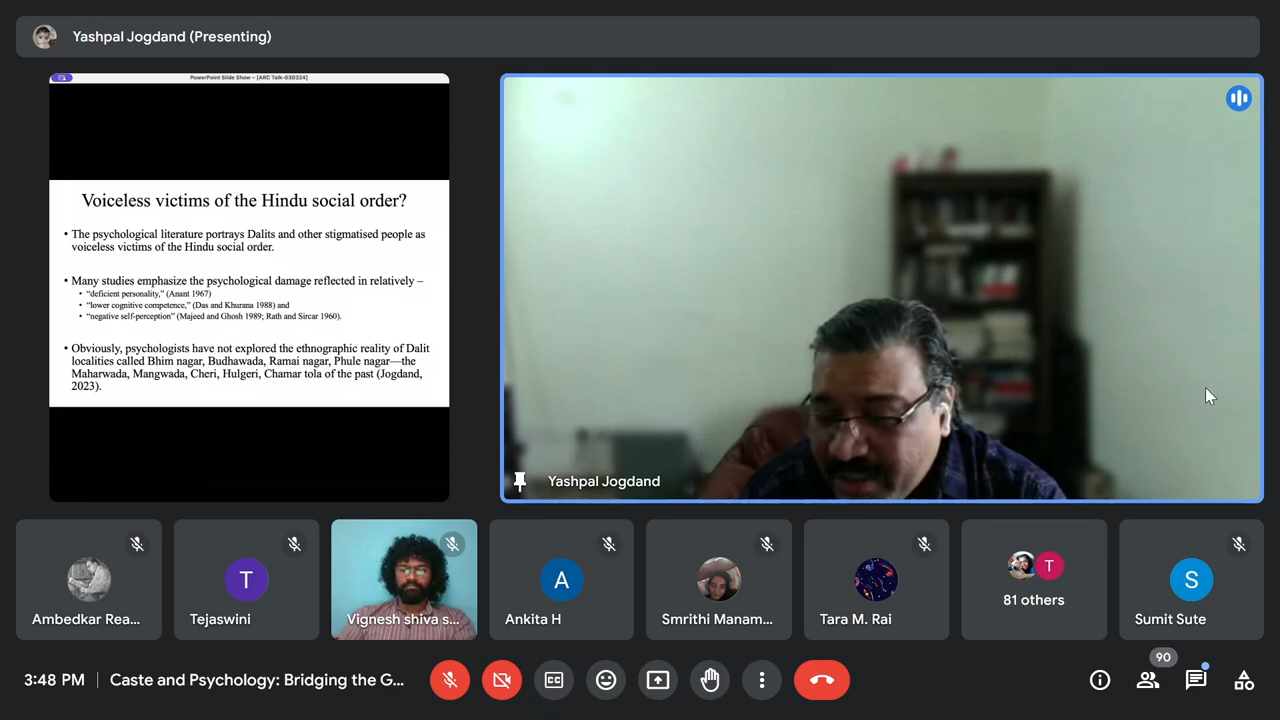 Yashpal Jogdand (Presenting)
PowerPoint Slide Show – [ARC Talk-030324]
Voiceless victims of the Hindu social order?
• The psychological literature portrays Dalits and other stigmatised people as
voiceless victims of the Hindu social order.
• Many studies emphasize the psychological damage reflected in relatively –
• “deficient personality,” (Anant 1967)
• “lower cognitive competence,” (Das and Khurana 1988) and
• “negative self-perception” (Majeed and Ghosh 1989; Rath and Sircar 1960).
• Obviously, psychologists have not explored the ethnographic reality of Dalit
localities called Bhim nagar, Budhawada, Ramai nagar, Phule nagar—the
Maharwada, Mangwada, Cheri, Hulgeri, Chamar tola of the past (Jogdand,
2023).
Yashpal Jogdand
Ambedkar Rea...
T
Tejaswini
Vignesh shiva s...
A
Ankita H
Smrithi Manam...
Tara M. Rai
T
81 others
S
Sumit Sute
3:48 PM | Caste and Psychology: Bridging the G...
CC
90